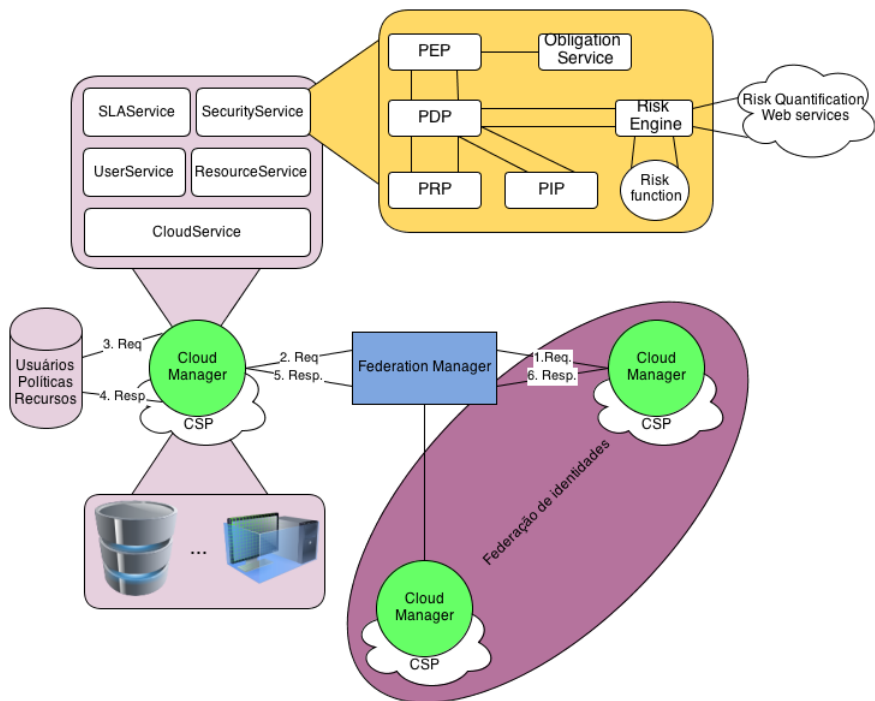 PEP
Obligation
Service
SLAService
SecurityService
PDP
Risk
Engine
Risk Quantification
Web services
UserService
ResourceService
PRP
PIP
Risk
function
CloudService
3. Req
2. Req
1.Req.
Usuários
Políticas
Recursos
Cloud
Manager
Federation Manager
Cloud
Manager
4. Resp.
5. Resp.
6. Resp.
CSP
CSP
Federação de identidades
...
Cloud
Manager
CSP